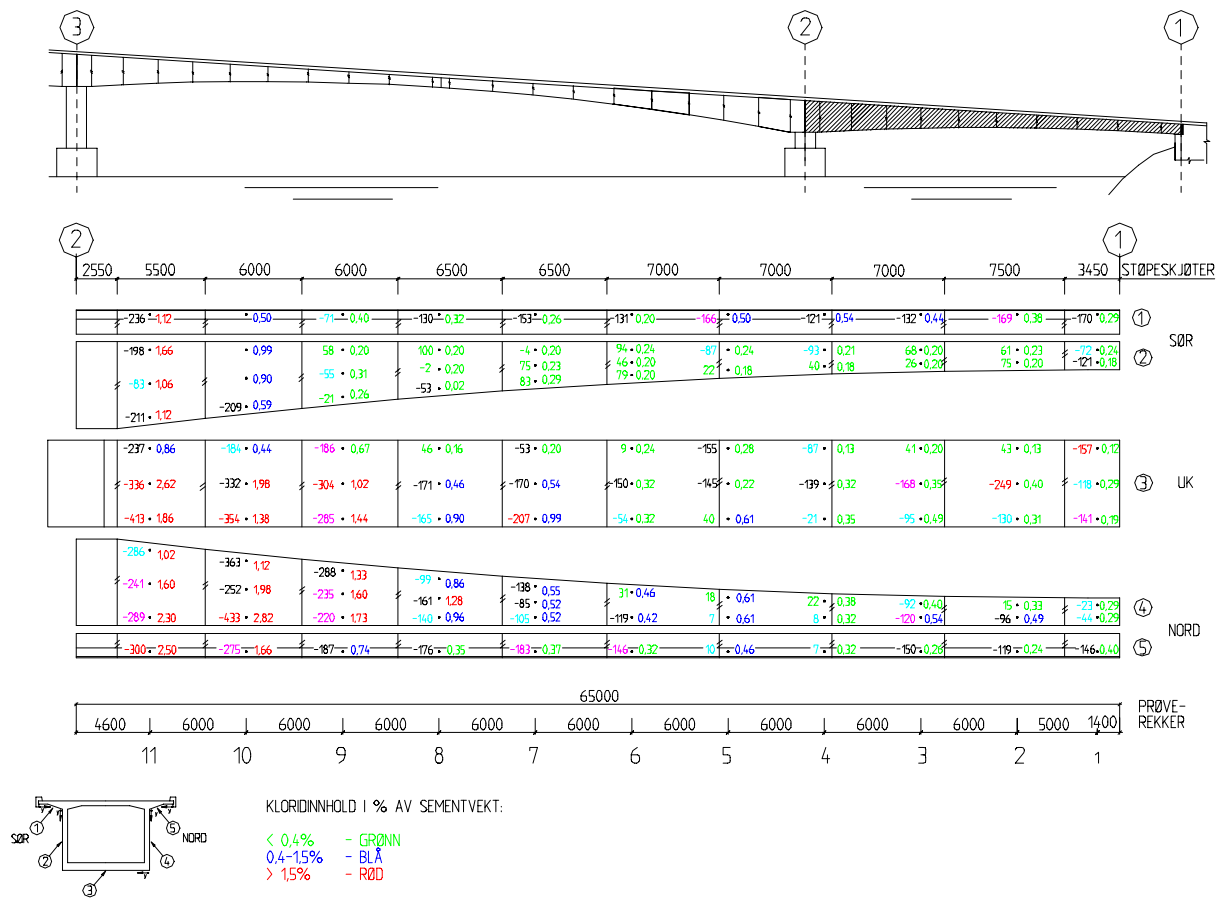 3 2 1
2 1
2550 5500 6000 6000 6500 6500 7000 7000 7000 7500 3450 STØPESKJØTER
-236 1,12 0,50 -71 0,40 -130 0,32 -153 0,26 -131 0,20 -166 0,50 -121 0,54 -132 0,44 -169 0,38 -170 0,29 1
SØR
-198 1,66 0,99 58 0,20 100 0,20 -4 0,20 94 0,24 -87 0,24 -93 0,21 68 0,20 61 0,23 -72 0,24 2
-83 1,06 0,90 -55 0,31 -2 0,20 75 0,23 46 0,20 22 0,18 40 0,18 26 0,20 75 0,20 -121 0,18
-211 1,12 -209 0,59 -21 0,26 -53 0,02 83 0,29 79 0,20
-237 0,86 -184 0,44 -186 0,67 46 0,16 -53 0,20 9 0,24 -155 0,28 -87 0,13 41 0,20 43 0,13 -157 0,12
-336 2,62 -332 1,98 -304 1,02 -171 0,46 -170 0,54 -150 0,32 -145 0,22 -139 0,32 -168 0,35 -249 0,40 -118 0,29 3 UK
-413 1,86 -354 1,38 -285 1,44 -165 0,90 -207 0,99 -54 0,32 40 0,61 -21 0,35 -95 0,49 -130 0,31 -141 0,19
-286 1,02 -363 1,12 -288 1,33 -99 0,86 -138 0,55 31 0,46 18 0,61 22 0,38 -92 0,40 15 0,33 -23 0,29 4
-241 1,60 -252 1,98 -235 1,60 -161 1,28 -85 0,52
-289 2,30 -433 2,82 -220 1,73 -140 0,96 -105 0,52 -119 0,42 7 0,61 8 0,32 -120 0,54 -96 0,49 -44 0,29
NORD
-300 2,50 -275 1,66 -187 0,74 -176 0,35 -183 0,37 146 0,32 10 0,46 7 0,32 -150 0,26 -119 0,24 -146 0,40 5
65000
PRØVE-
REKKER
4600 6000 6000 6000 6000 6000 6000 6000 6000 6000 5000 1400
11 10 9 8 7 6 5 4 3 2 1
KLORIDINNHOLD I % AV SEMENTVEKT:
< 0,4% - GRØNN
0,4-1,5% - BLÅ
> 1,5% - RØD
1 5
SØR NORD
2 4
3